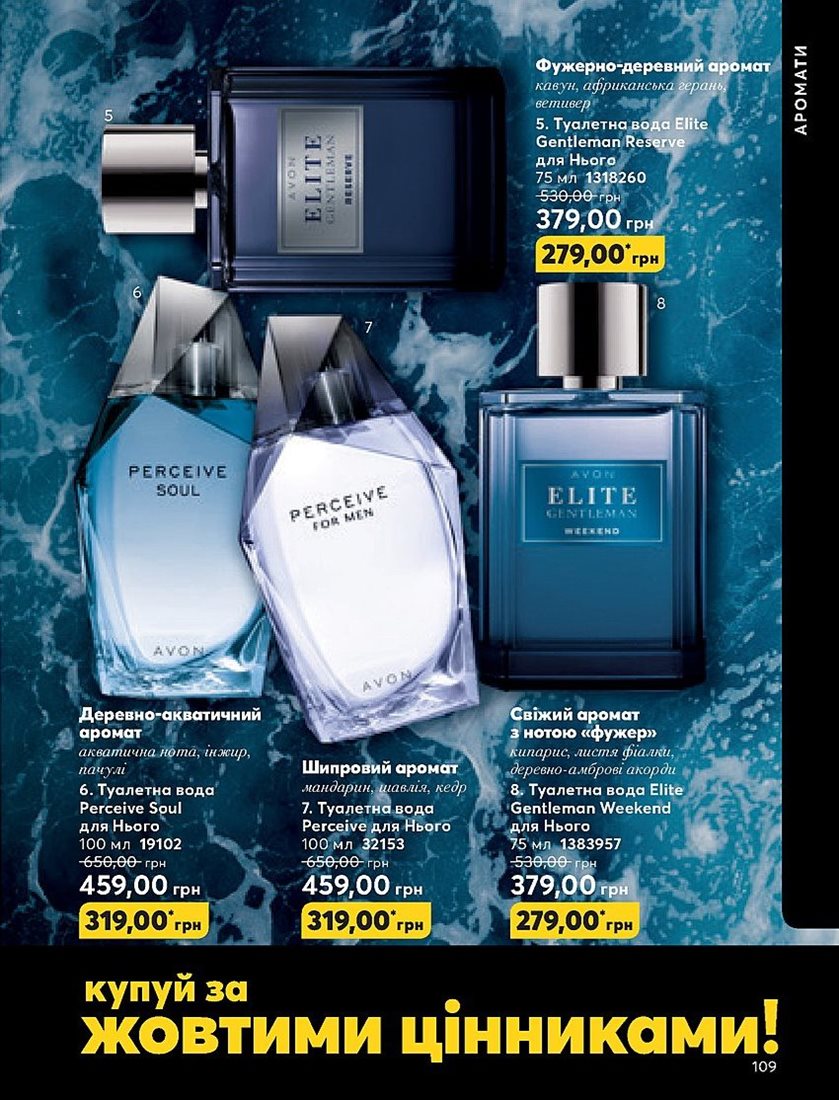 АРОМАТИ
Фужерно-деревний аромат
кавун, африканська герань,
ветивер
5. Туалетна вода Elite
Gentleman Reserve
для Нього
75 мл 1318260
530,00 грн
379,00 грн
279,00* грн
5
AVON
ELITE
GENTLEMAN
RESERVE
6
PERCEIVE
SOUL
AVON
7
PERCEIVE
FOR MEN
AVON
8
AVON
ELITE
GENTLEMAN
WEEKEND
Деревно-акватичний
аромат
акватична нота, інжир,
пачулі
6. Туалетна вода
Perceive Soul
для Нього
100 мл 19102
650,00 грн
459,00 грн
319,00* грн
Шипровий аромат
мандарин, шавлія, кедр
7. Туалетна вода
Perceive для Нього
100 мл 32153
650,00 грн
459,00 грн
319,00* грн
Свіжий аромат
з нотою «фужер»
кипарис, листя фіалки,
деревно-амброві акорди
8. Туалетна вода Elite
Gentleman Weekend
для Нього
75 мл 1383957
530,00 грн
379,00 грн
279,00* грн
купуй за
ЖОВТИМИ ЦІННИКАМИ!
109